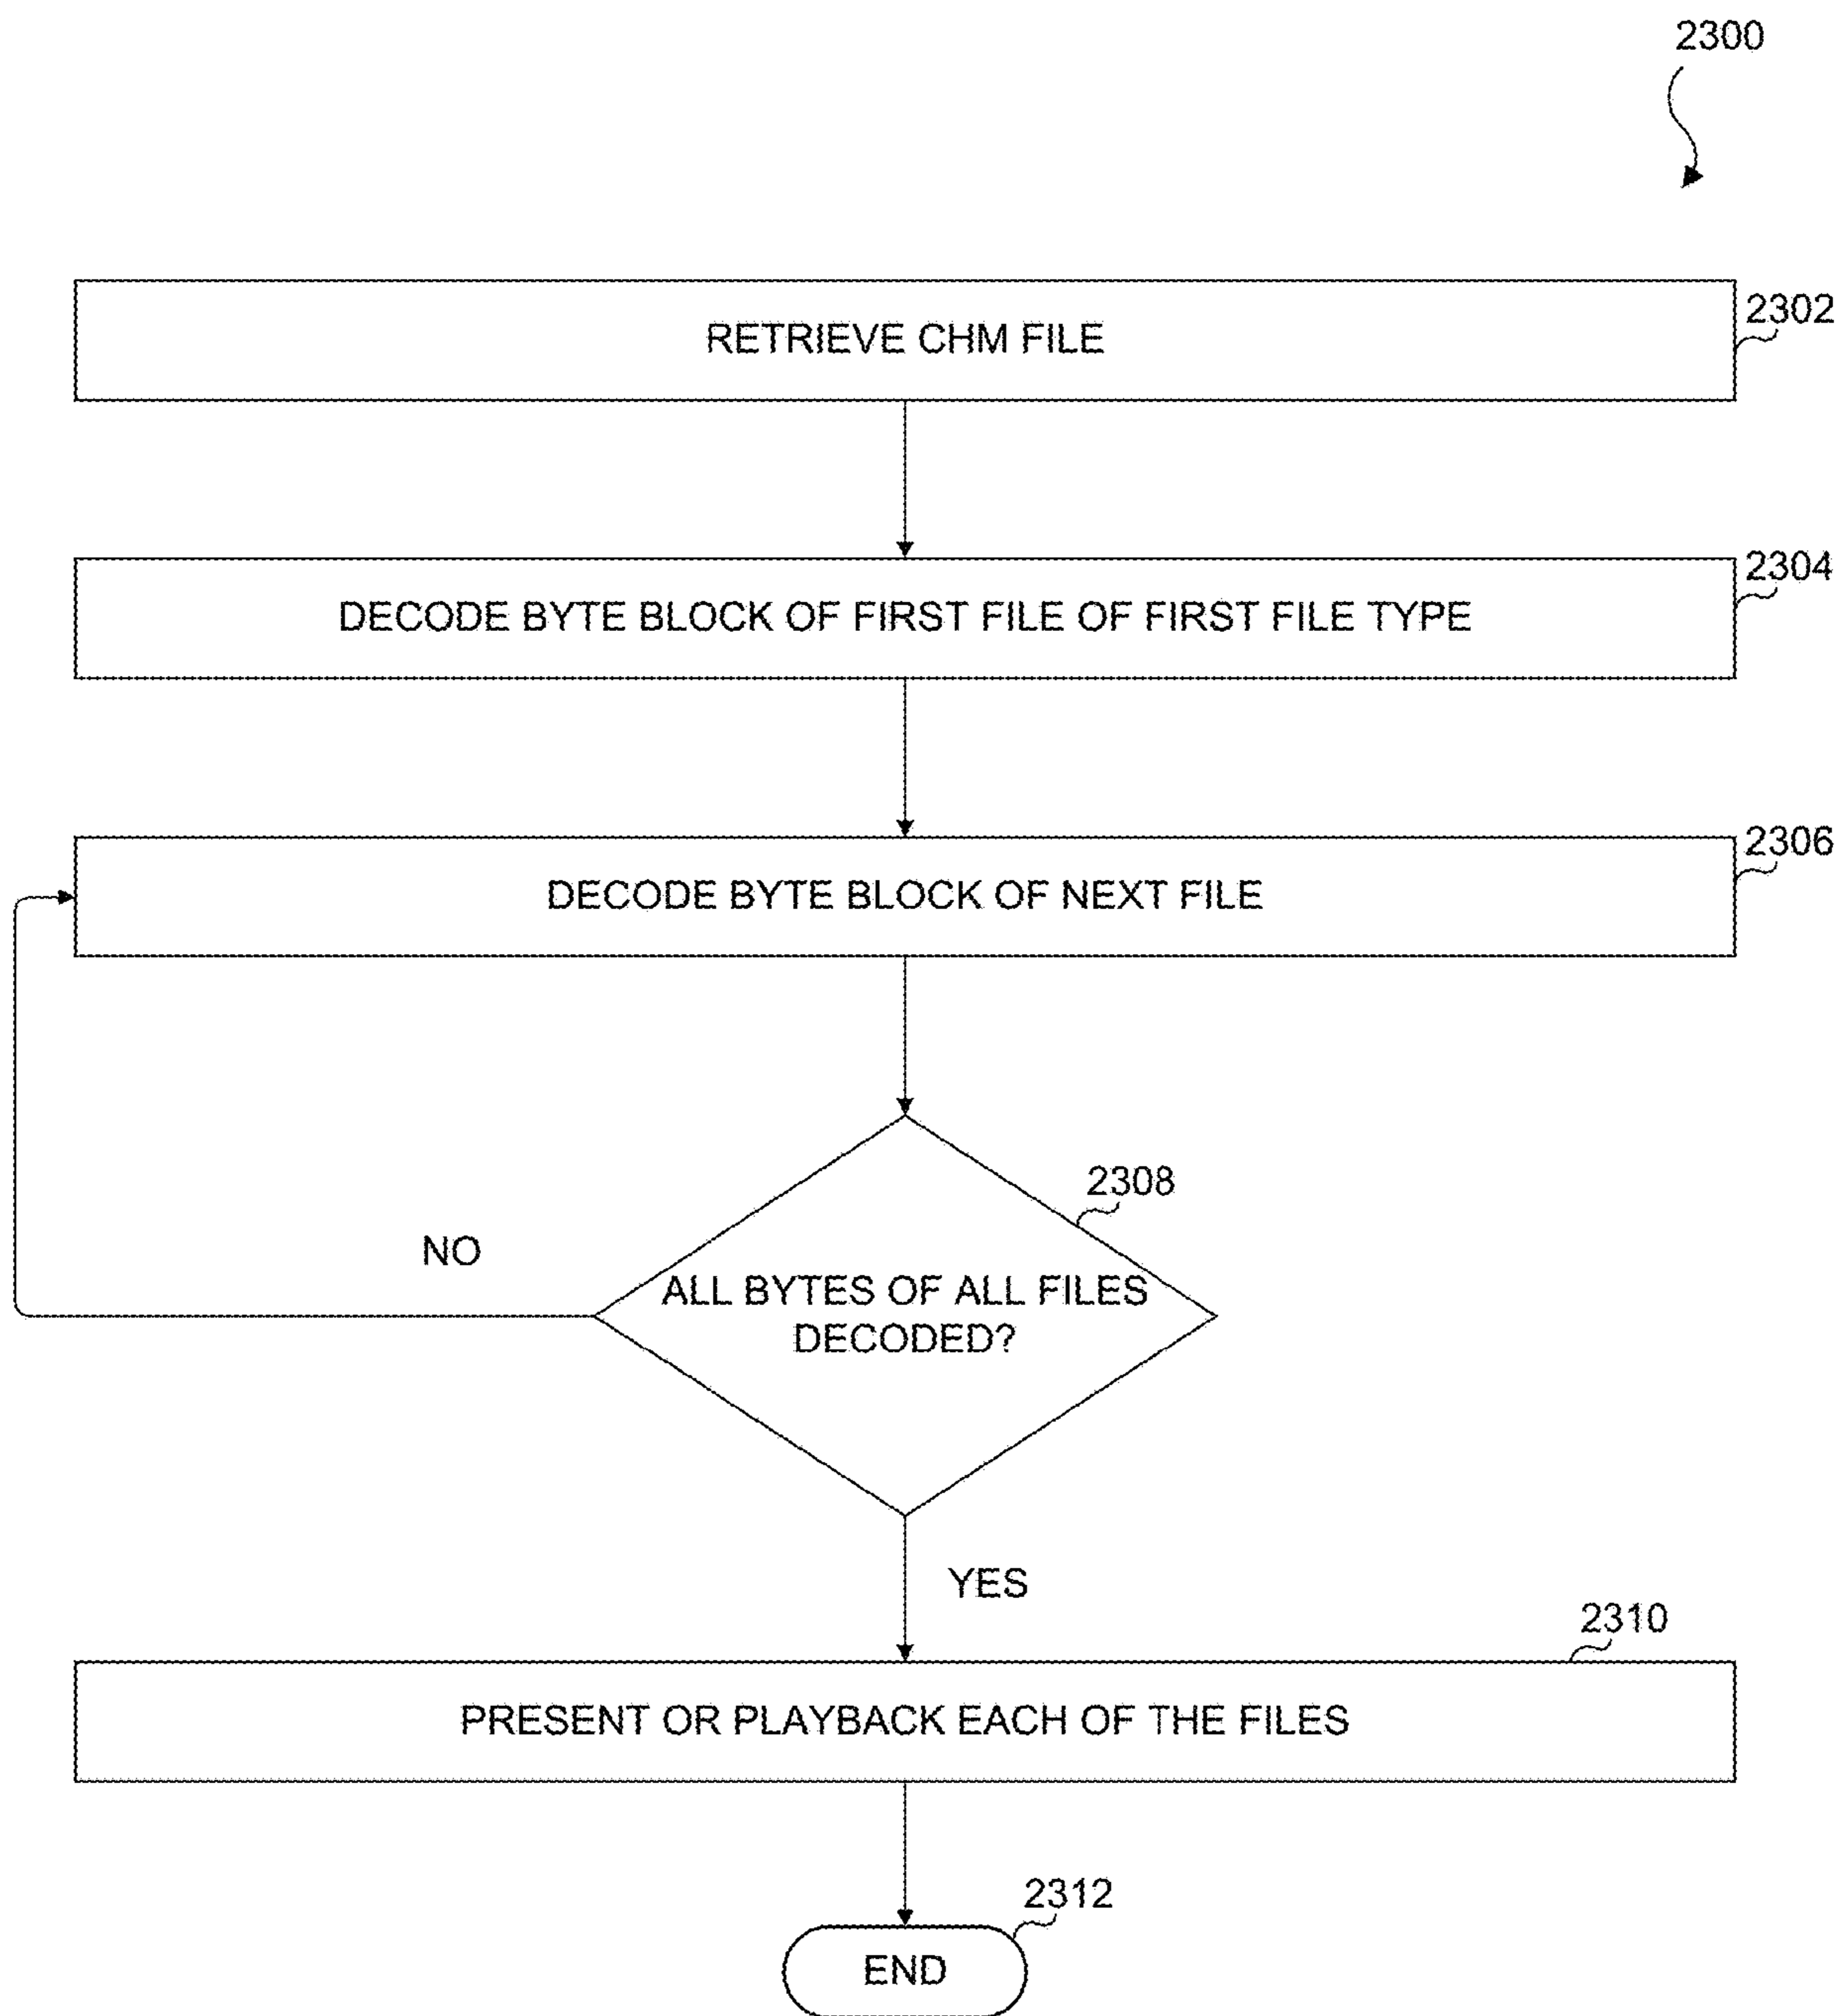 2300
RETRIEVE CHM FILE
2302
DECODE BYTE BLOCK OF FIRST FILE OF FIRST FILE TYPE
2304
DECODE BYTE BLOCK OF NEXT FILE
2306
2308
NO
ALL BYTES OF ALL FILES
DECODED?
YES
2310
PRESENT OR PLAYBACK EACH OF THE FILES
2312
END